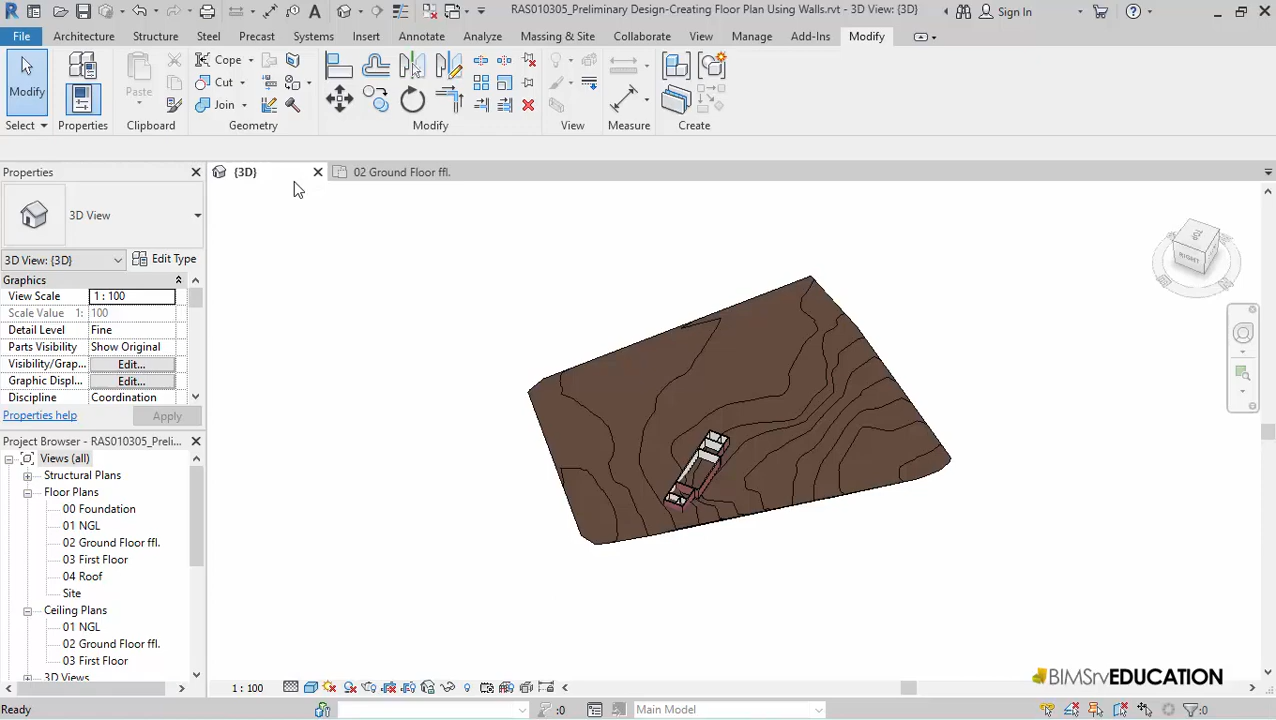 RAS010305_Preliminary Design-Creating Floor Plan Using Walls.rvt - 3D View: {3D}
Sign In
File Architecture Structure Steel Precast Systems Insert Annotate Analyze Massing & Site Collaborate View Manage Add-Ins Modify
Modify
Paste
Cope
Cut
Join
Select Properties Clipboard Geometry Modify View Measure Create
Properties
{3D}
02 Ground Floor ffl.
3D View
3D View: {3D}
Edit Type
Graphics
View Scale 1 : 100
Scale Value 1: 100
Detail Level Fine
Parts Visibility Show Original
Visibility/Grap... Edit...
Graphic Displ... Edit...
Discipline Coordination
Properties help Apply
Project Browser - RAS010305_Preli...
Views (all)
Structural Plans
Floor Plans
00 Foundation
01 NGL
02 Ground Floor ffl.
03 First Floor
04 Roof
Site
Ceiling Plans
01 NGL
02 Ground Floor ffl.
03 First Floor
3D Views
RIGHT
BIMSrvEDUCATION
1 : 100
Ready
:0
Main Model
:0